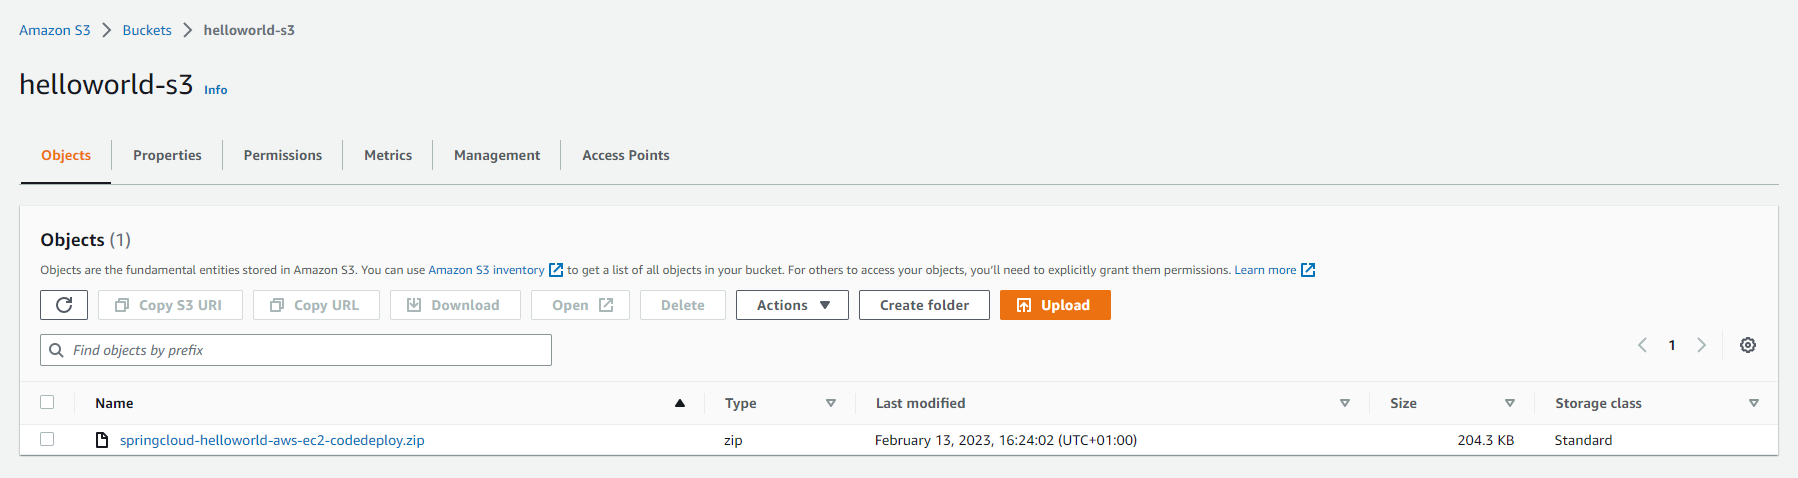 Amazon S3 > Buckets > helloworld-s3
helloworld-s3 Info
Objects Properties Permissions Metrics Management Access Points
Objects (1)
Objects are the fundamental entities stored in Amazon S3. You can use Amazon S3 inventory to get a list of all objects in your bucket. For others to access your objects, you'll need to explicitly grant them permissions. Learn more
Copy S3 URI Copy URL Download Open Delete Actions Create folder Upload
Find objects by prefix < 1 >
Name Type Last modified Size Storage class
springcloud-helloworld-aws-ec2-codedeploy.zip zip February 13, 2023, 16:24:02 (UTC+01:00) 204.3 KB Standard